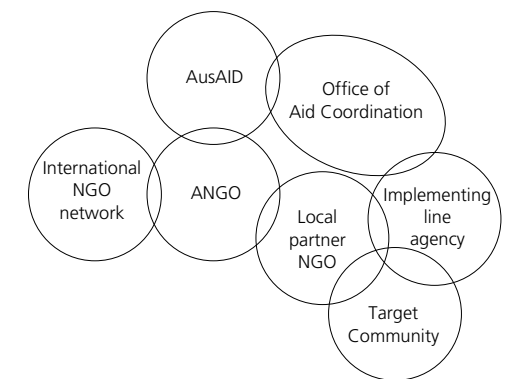 AusAID
Office of
Aid Coordination
International
NGO
network
ANGO
Local
partner
NGO
Implementing
line
agency
Target
Community